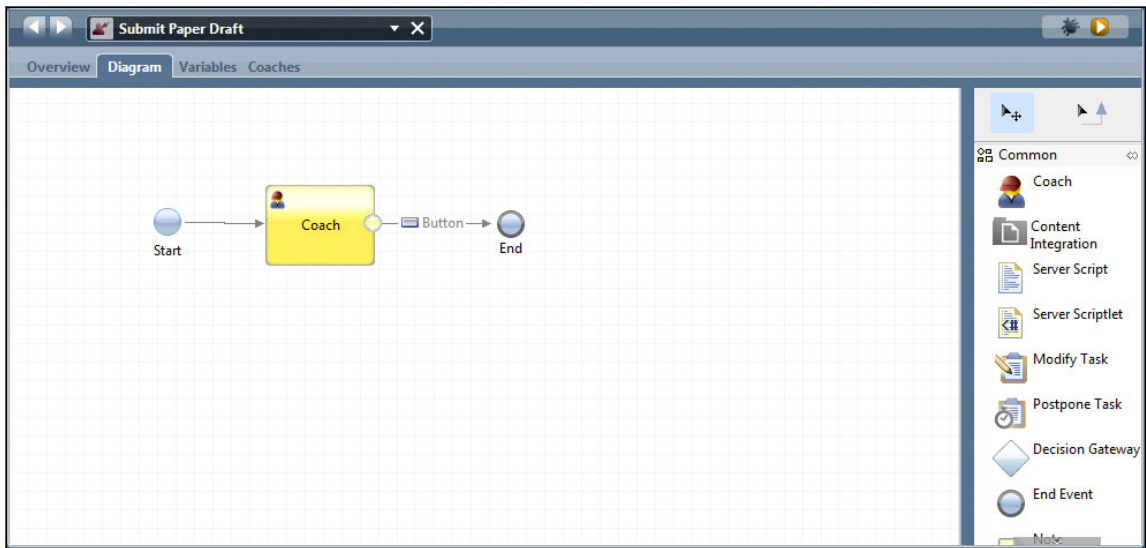 Submit Paper Draft
Overview Diagram Variables Coaches
Common
Coach
Content
Integration
Server Script
Server Scriptlet
Modify Task
Postpone Task
Decision Gateway
End Event
Note
Start
Coach
Button
End